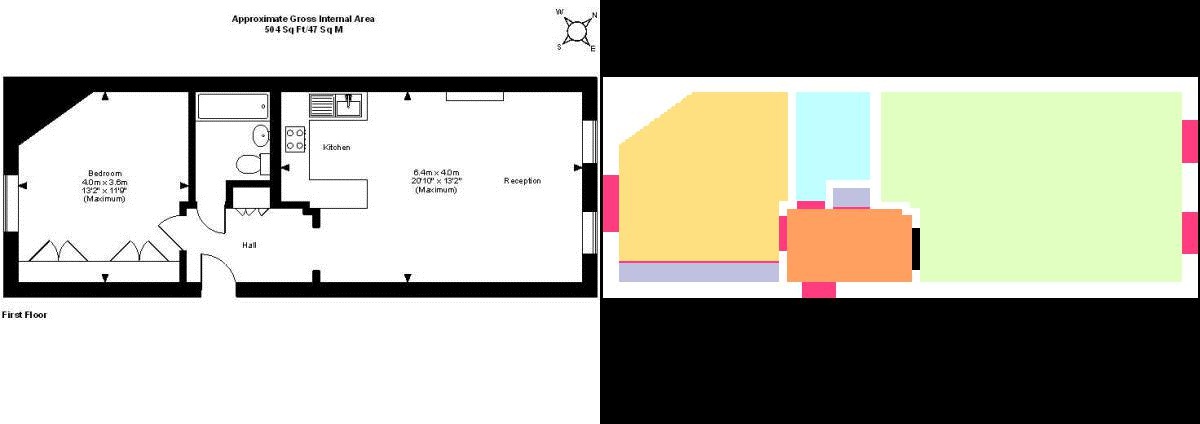 Approximate Gross Internal Area
504 Sq Ft/47 Sq M
W
N
S
E
Kitchen
Bedroom
4.0m x 3.6m
13'2" x 11'9"
(Maximum)
6.4m x 4.0m
20'10" x 13'2"
(Maximum)
Reception
Hall
First Floor